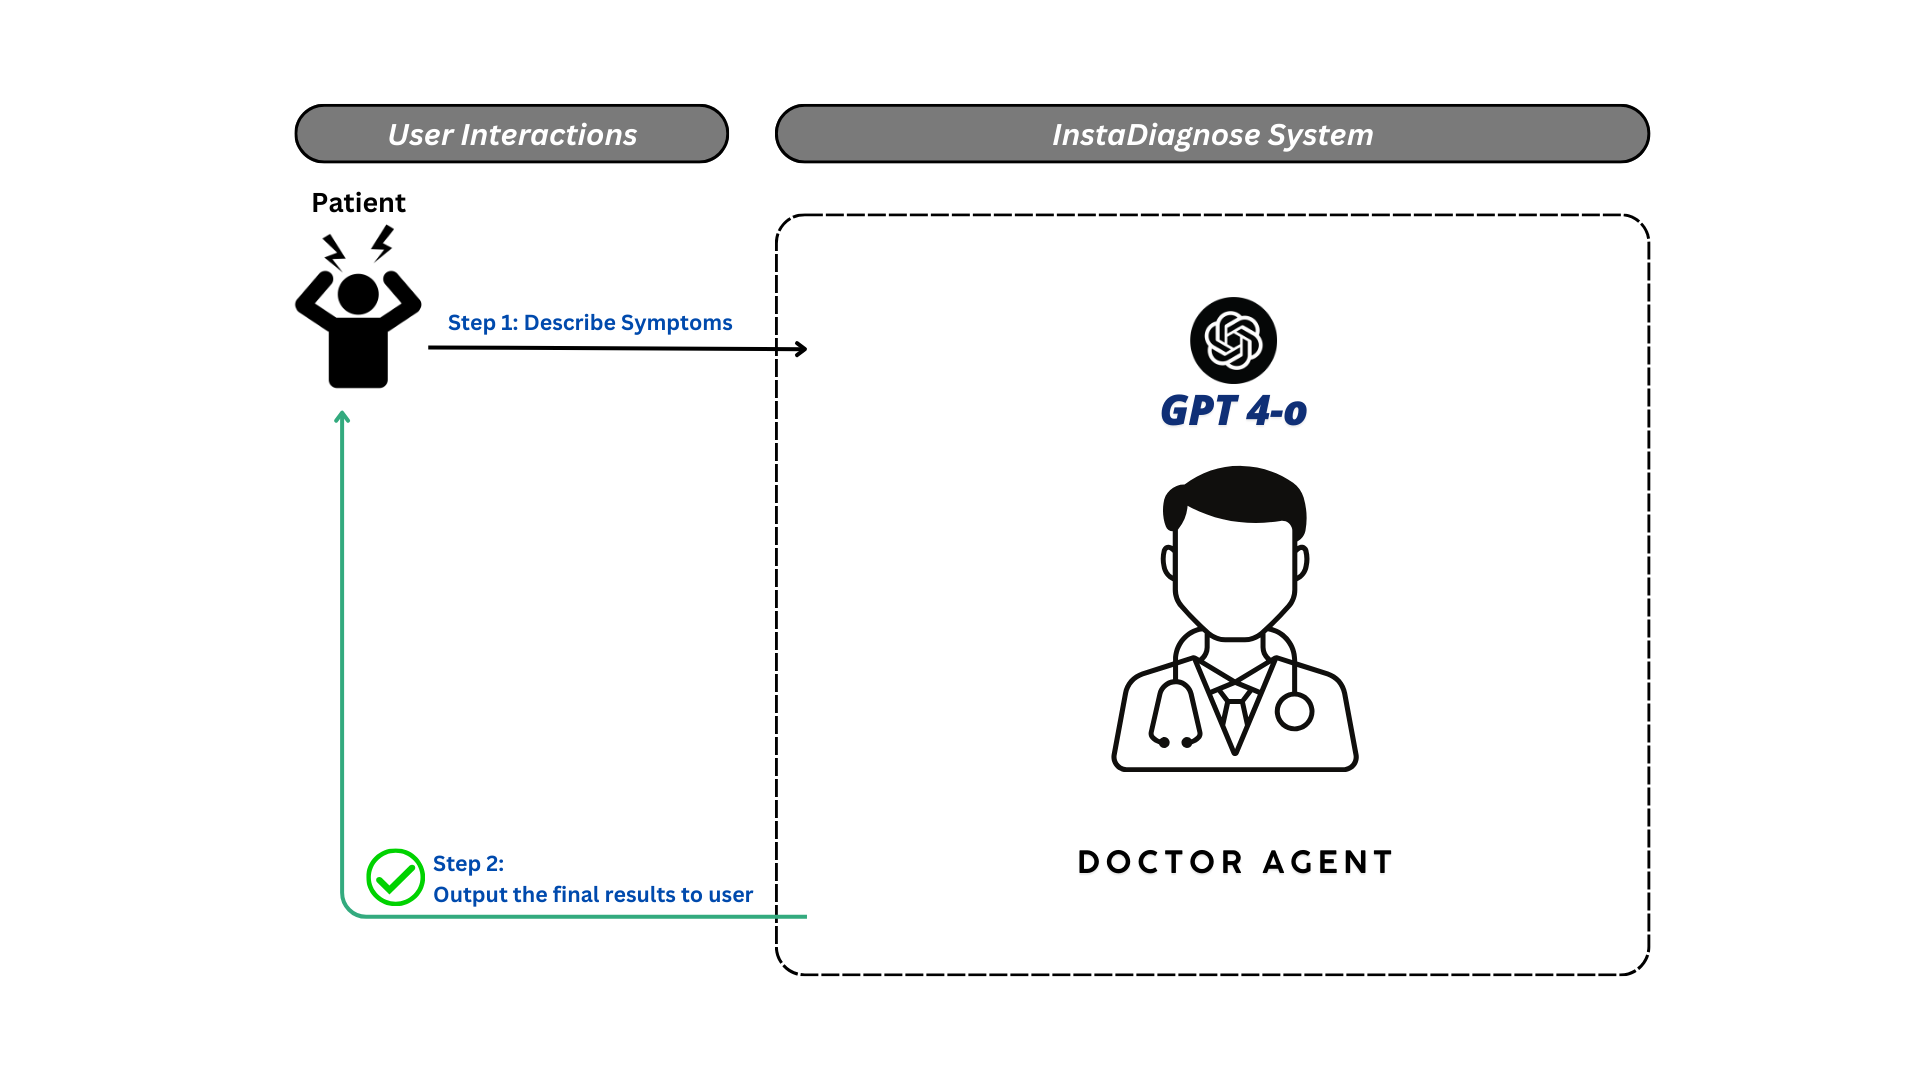 User Interactions
InstaDiagnose System
Patient
Step 1: Describe Symptoms
GPT 4-o
DOCTOR AGENT
Step 2:
Output the final results to user